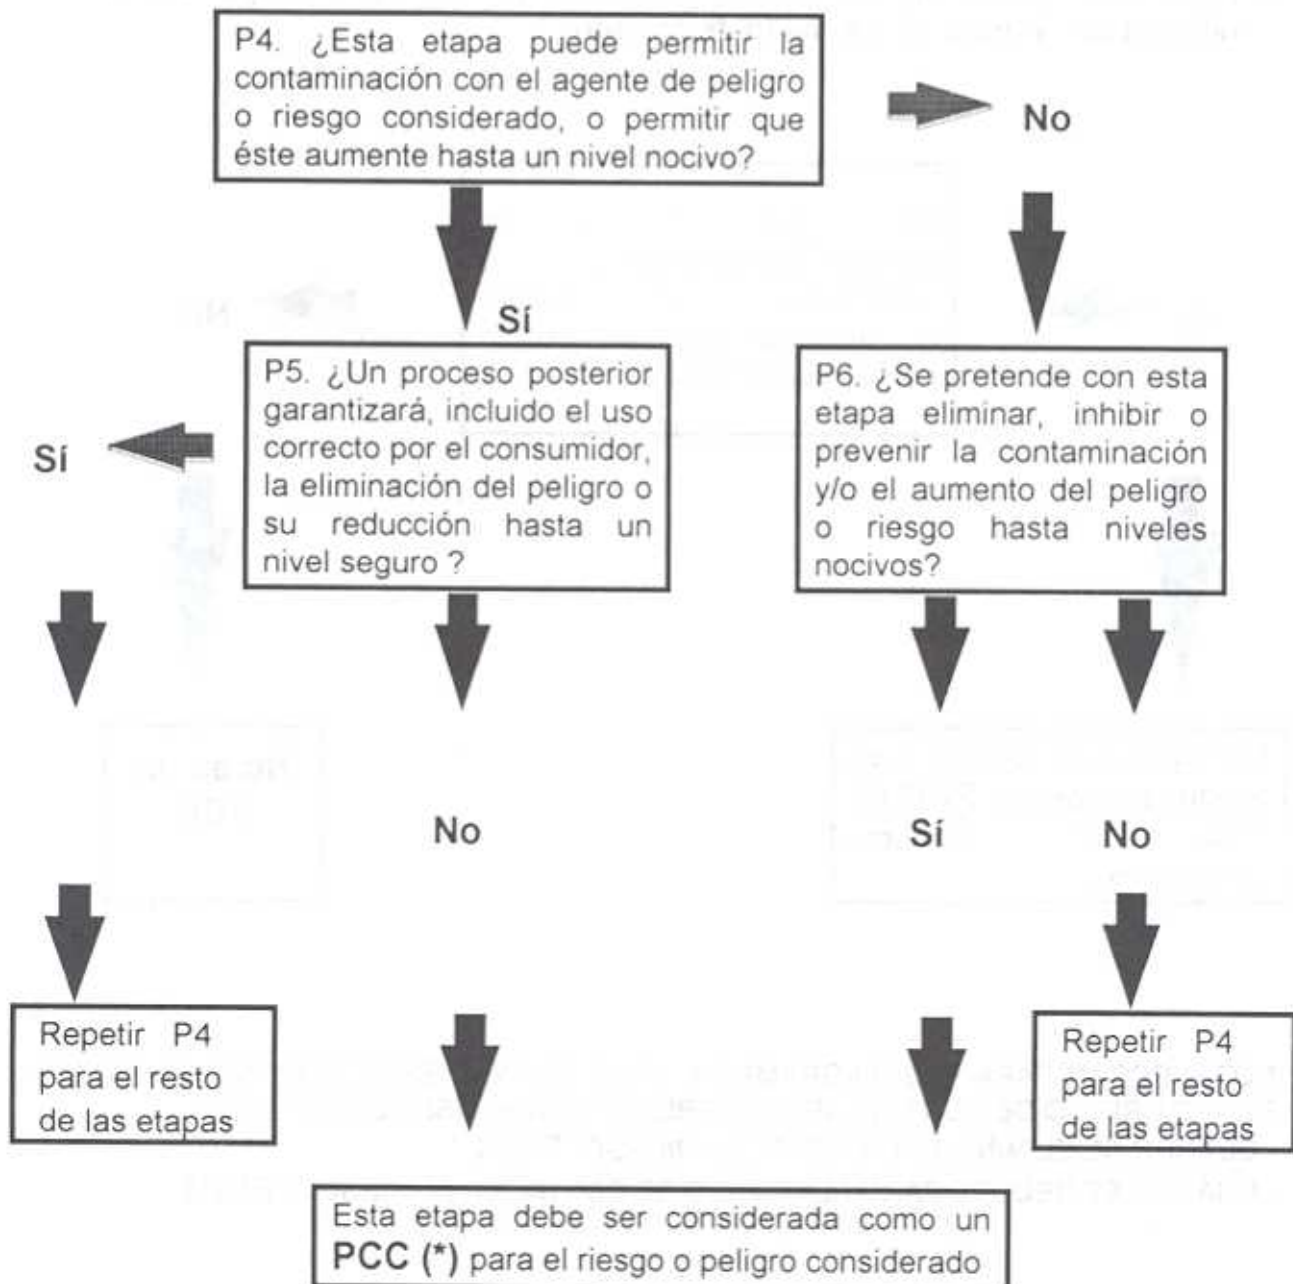 P4. ¿Esta etapa puede permitir la
contaminación con el agente de peligro
o riesgo considerado, o permitir que
éste aumente hasta un nivel nocivo?
No
Sí
P5. ¿Un proceso posterior
garantizará, incluido el uso
correcto por el consumidor,
la eliminación del peligro o
su reducción hasta un
nivel seguro ?
Sí
P6. ¿Se pretende con esta
etapa eliminar, inhibir o
prevenir la contaminación
y/o el aumento del peligro
o riesgo hasta niveles
nocivos?
No
Sí
No
Repetir P4
para el resto
de las etapas
Repetir P4
para el resto
de las etapas
Esta etapa debe ser considerada como un
PCC (*) para el riesgo o peligro considerado